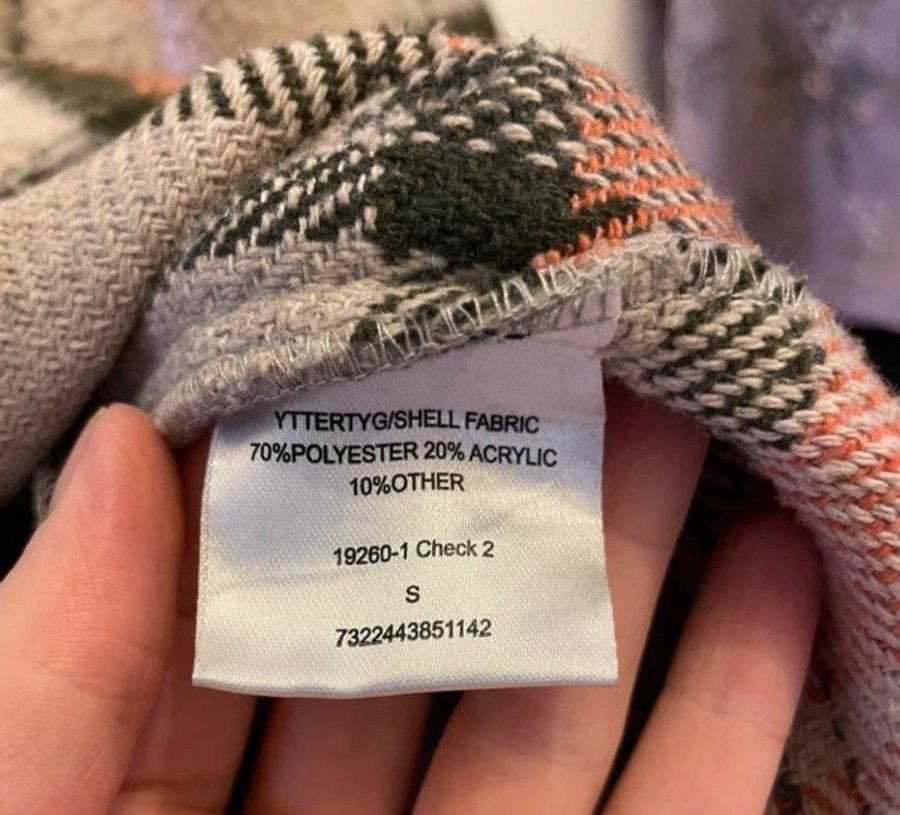 YTTERTYG/SHELL FABRIC
70%POLYESTER 20% ACRYLIC
10%OTHER
19260-1 Check 2
S
7322443851142